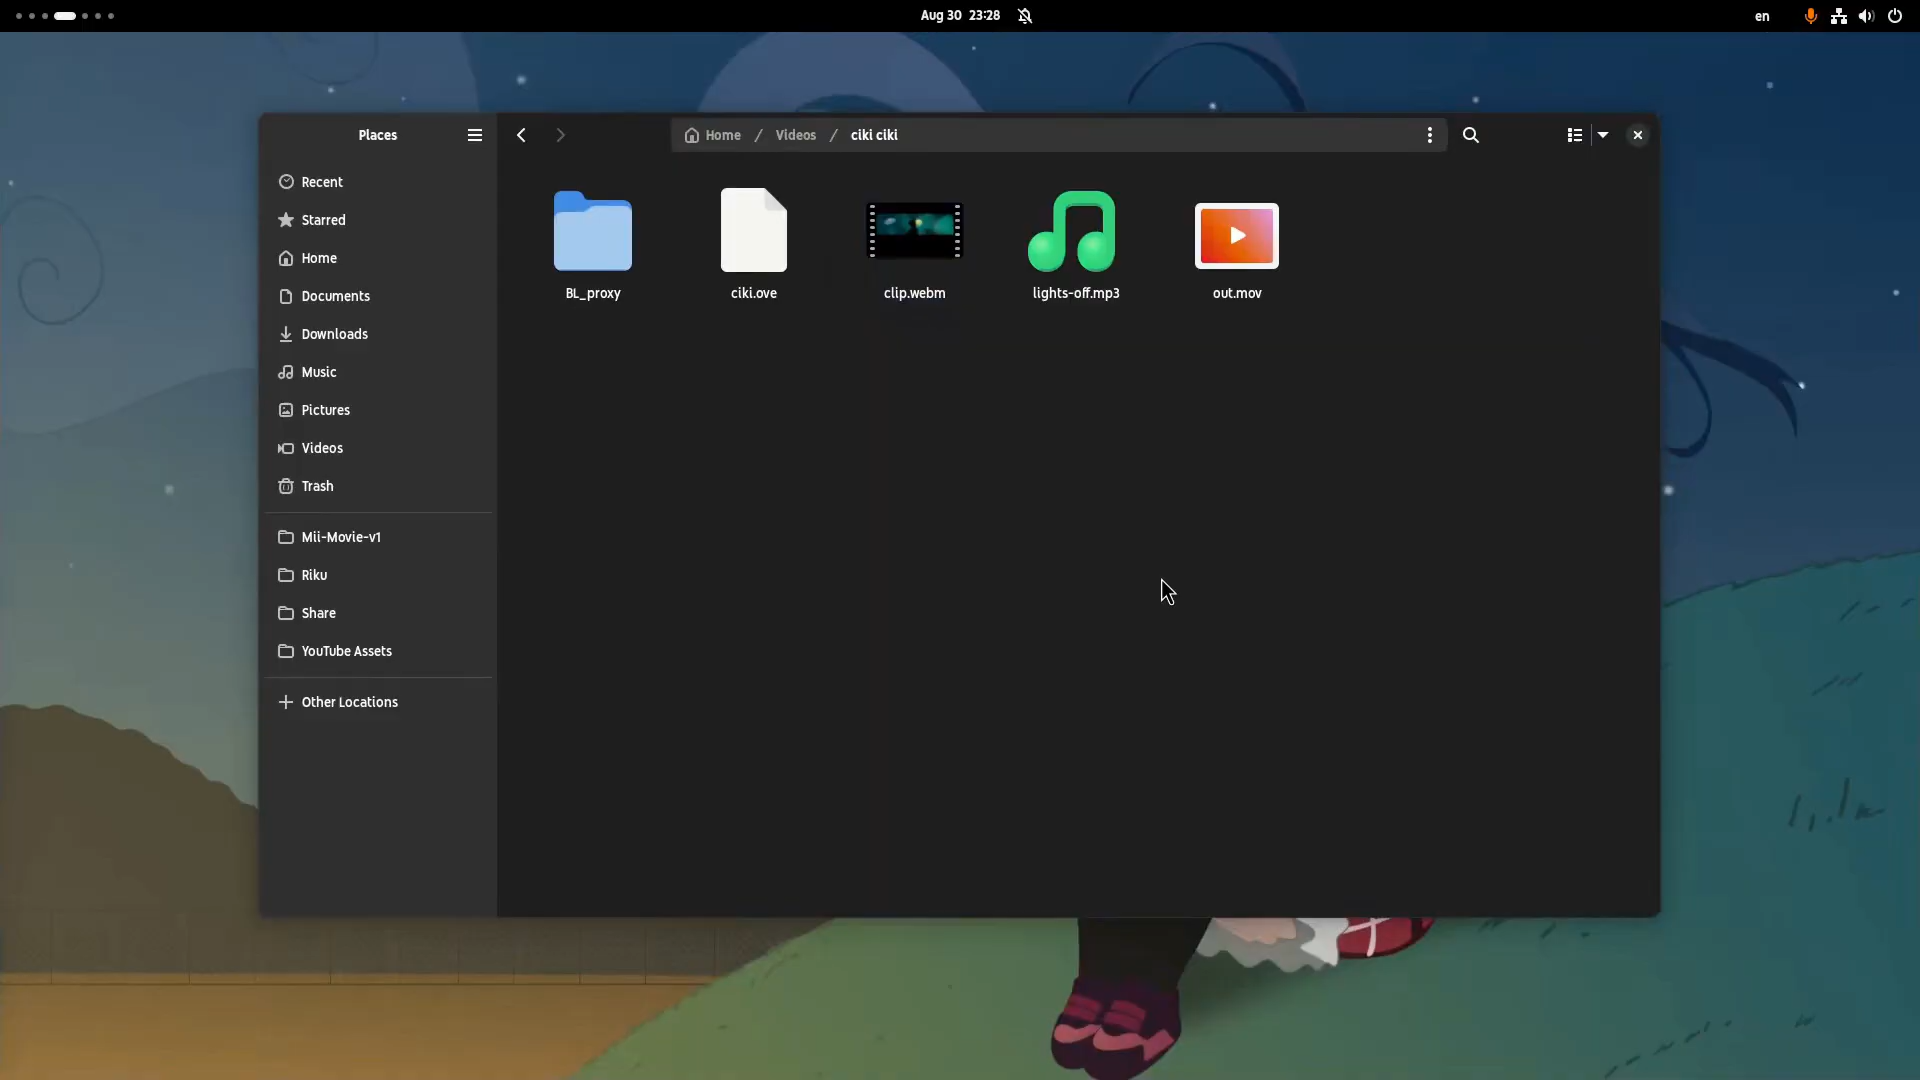 Aug 30 23:28
en
Places
Home / Videos / ciki ciki
Recent
Starred
Home
Documents
Downloads
Music
Pictures
Videos
Trash
Mii-Movie-v1
Riku
Share
YouTube Assets
Other Locations
BL_proxy
ciki.ove
clip.webm
lights-off.mp3
out.mov